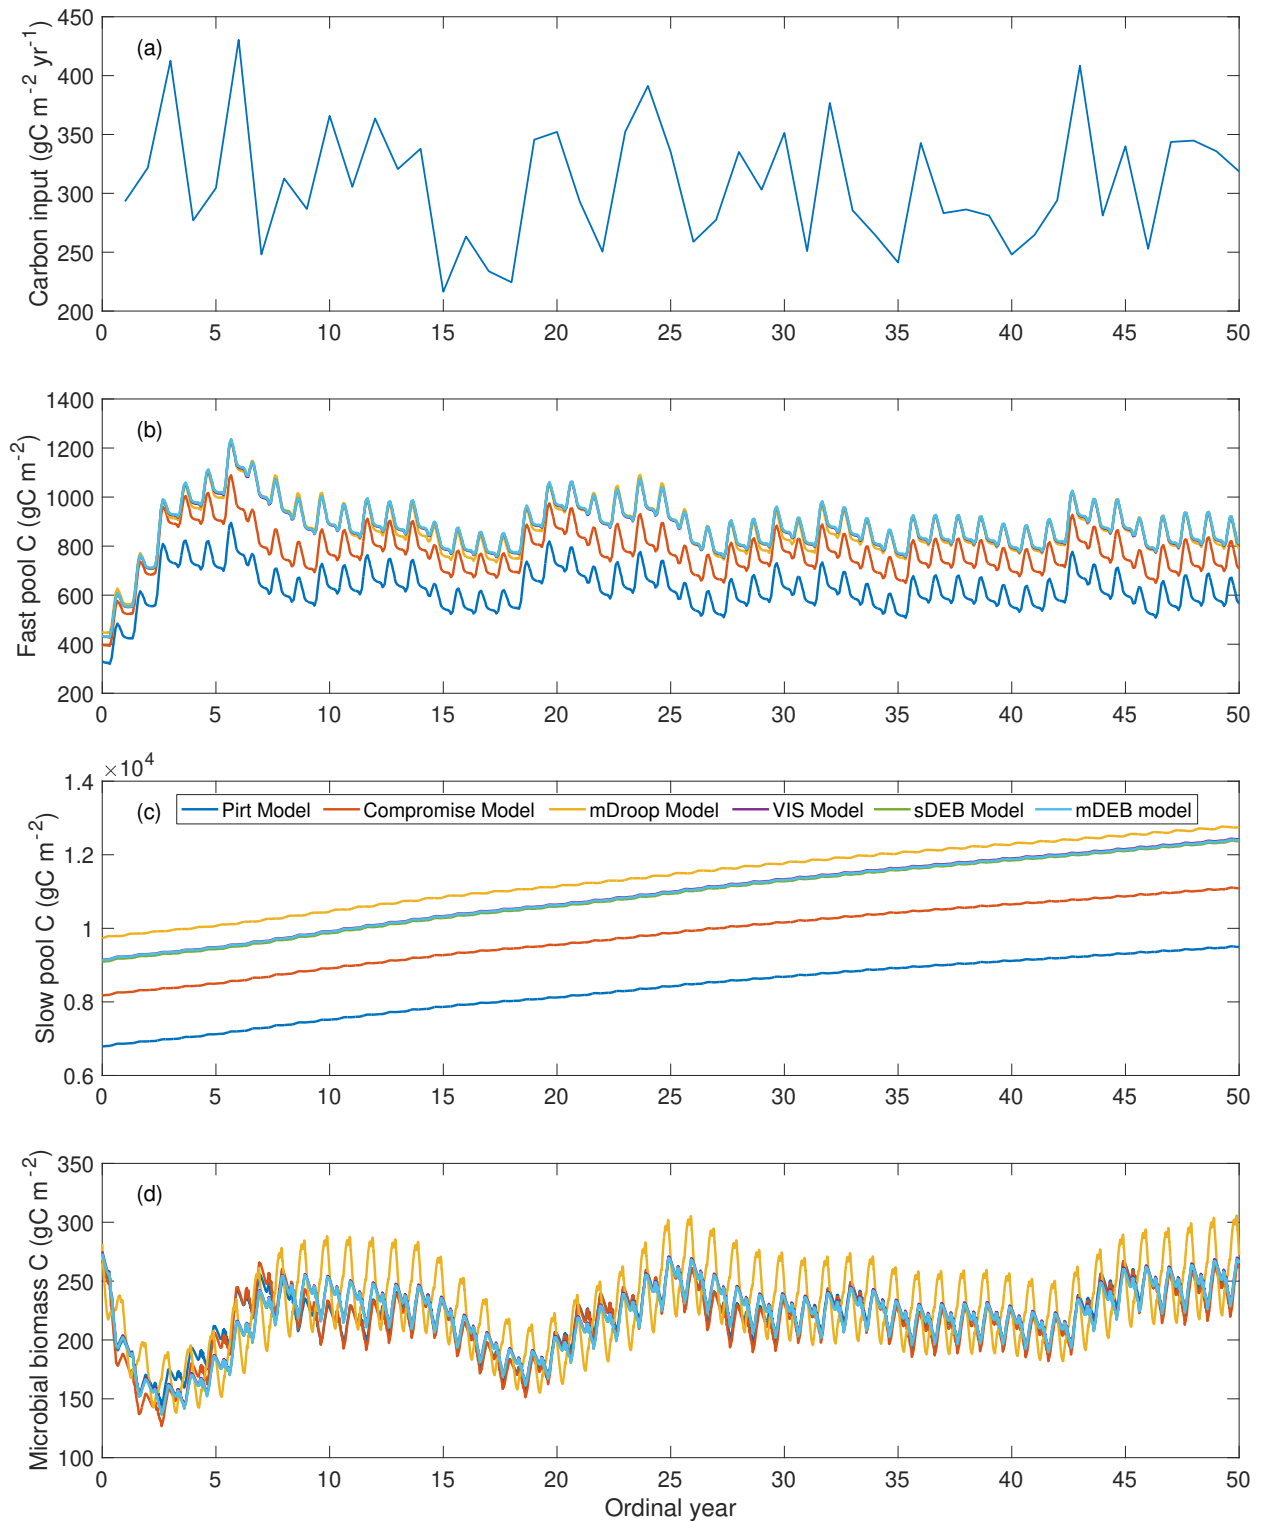 450
400
350
300
250
200
Carbon input (gC m-2 yr-1)
(a)
0 5 10 15 20 25 30 35 40 45 50
1400
1200
1000
800
600
400
200
Fast pool C (gC m-2)
(b)
0 5 10 15 20 25 30 35 40 45 50
×10^4
1.4
1.2
1
0.8
0.6
Slow pool C (gC m-2)
(c)
Pirt Model Compromise Model mDroop Model VIS Model sDEB Model mDEB model
0 5 10 15 20 25 30 35 40 45 50
350
300
250
200
150
100
Microbial biomass C (gC m-2)
(d)
0 5 10 15 20 25 30 35 40 45 50
Ordinal year